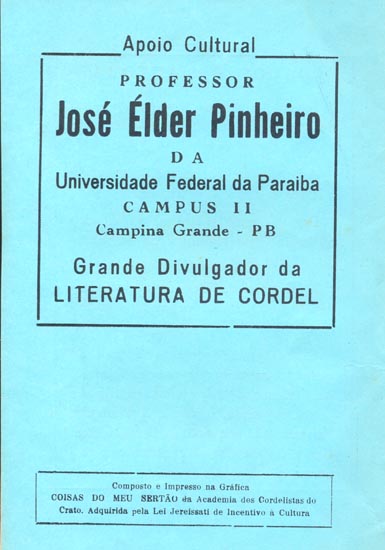 Apoio Cultural
PROFESSOR
José Élder Pinheiro
DA
Universidade Federal da Paraiba
CAMPUS II
Campina Grande - PB
Grande Divulgador da
LITERATURA DE CORDEL
Composto e Impresso na Gráfica
COISAS DO MEU SERTÃO da Academia dos Cordelistas do
Crato. Adquirida pela Lei Jereissati de Incentivo à Cultura